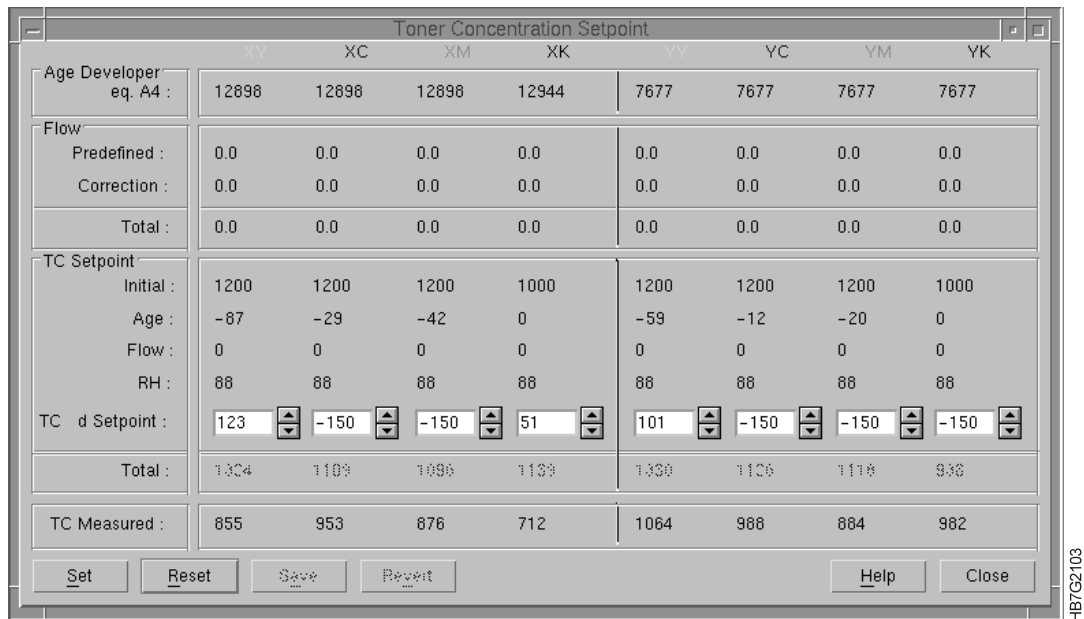 Toner Concentration Setpoint
XY XC XM XK YY YC YM YK
Age Developer
eq. A4 : 12898 12898 12898 12944 7677 7677 7677 7677
Flow
Predefined : 0.0 0.0 0.0 0.0 0.0 0.0 0.0 0.0
Correction : 0.0 0.0 0.0 0.0 0.0 0.0 0.0 0.0
Total : 0.0 0.0 0.0 0.0 0.0 0.0 0.0 0.0
TC Setpoint
Initial : 1200 1200 1200 1000 1200 1200 1200 1000
Age : -87 -29 -42 0 -59 -12 -20 0
Flow : 0 0 0 0 0 0 0 0
RH : 88 88 88 88 88 88 88 88
TC d Setpoint : 123 -150 -150 51 101 -150 -150 -150
Total : 1324 1109 1096 1139 1330 1126 1118 938
TC Measured : 855 953 876 712 1064 988 884 982
Set Reset Save Revert Help Close
HB7G2103